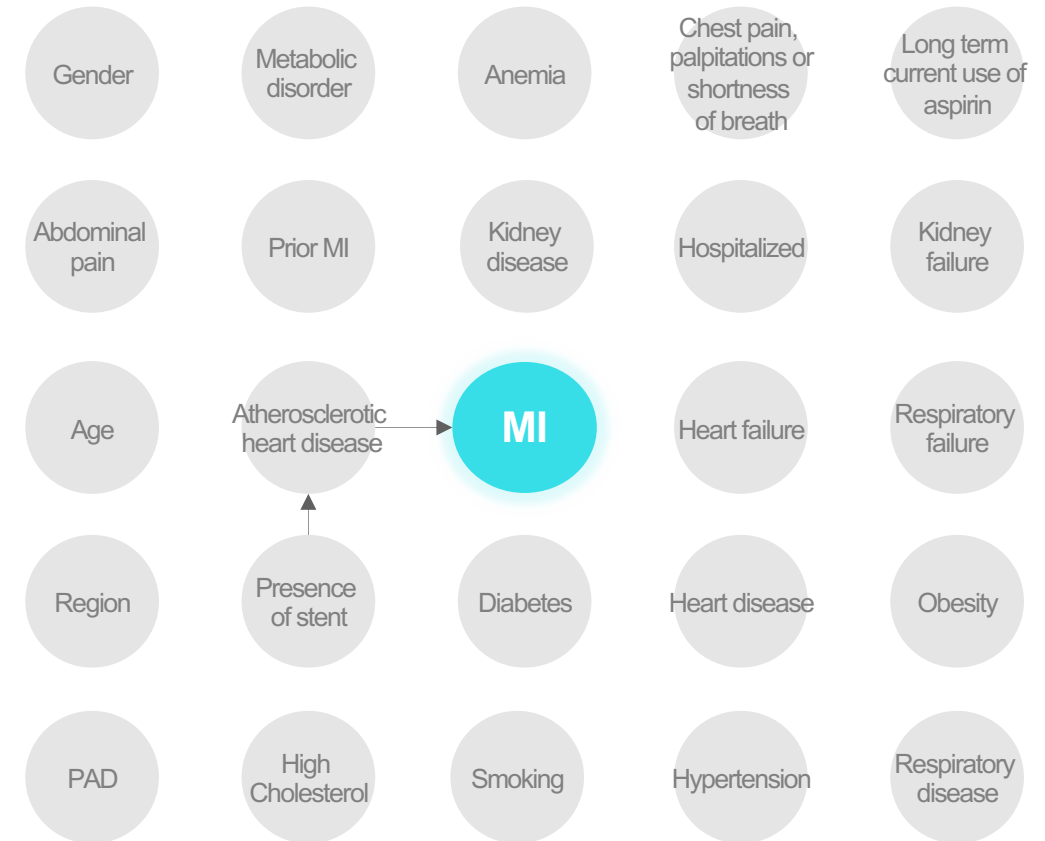 Gender
Metabolic
disorder
Anemia
Chest pain,
palpitations or
shortness
of breath
Long term
current use of
aspirin
Abdominal
pain
Prior MI
Kidney
disease
Hospitalized
Kidney
failure
Age
Atherosclerotic
heart disease
MI
Heart failure
Respiratory
failure
Region
Presence
of stent
Diabetes
Heart disease
Obesity
PAD
High
Cholesterol
Smoking
Hypertension
Respiratory
disease